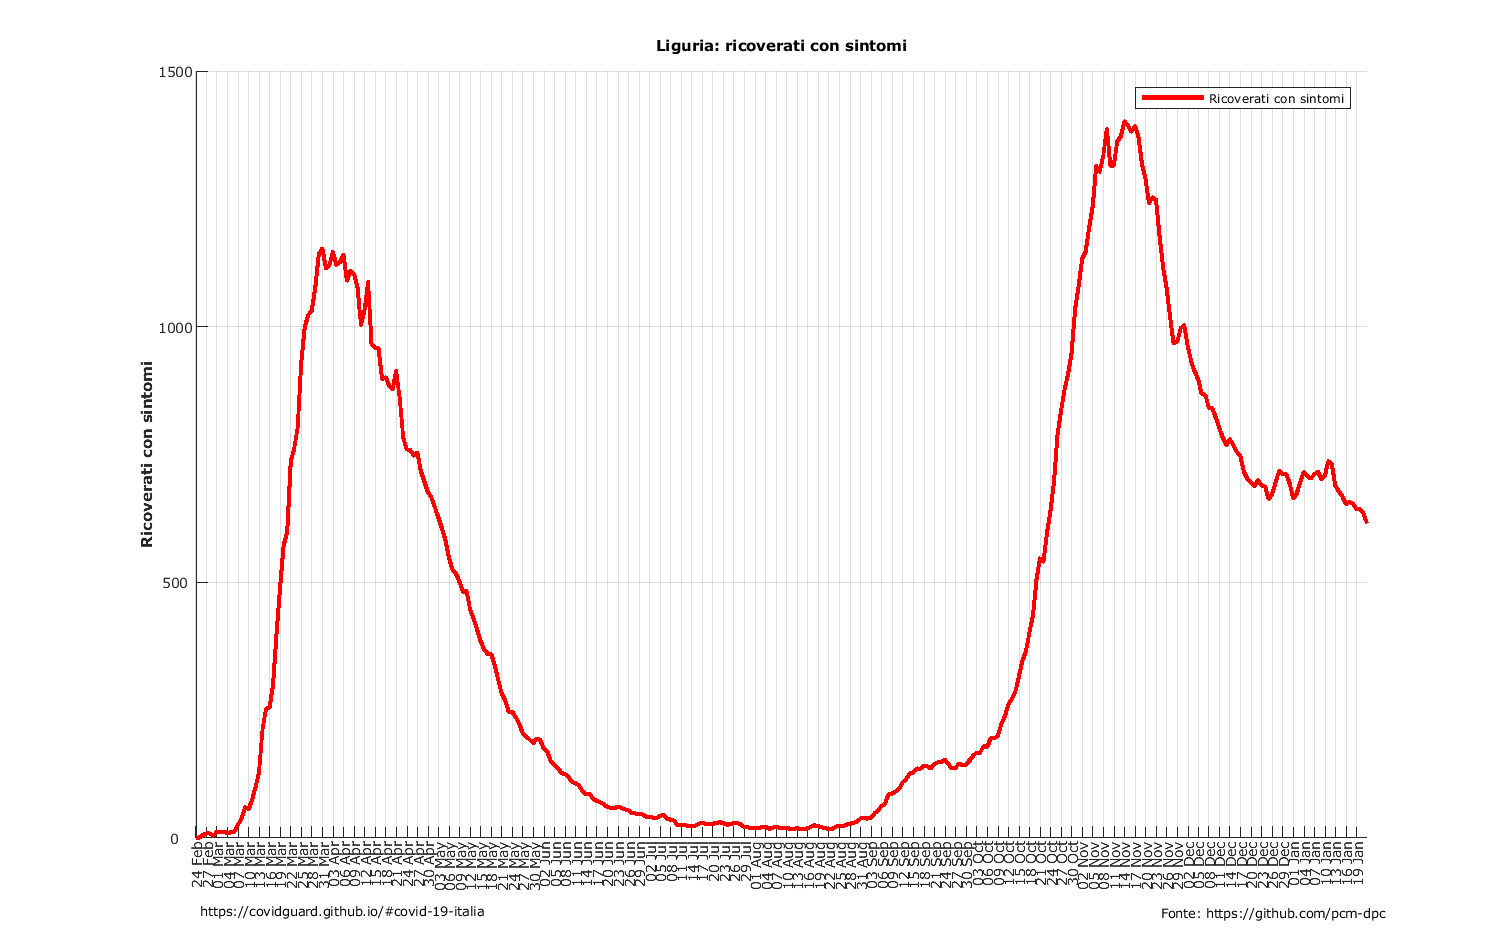 Liguria: ricoverati con sintomi
1500
Ricoverati con sintomi
1000
Ricoverati con sintomi
500
0
24 Feb
27 Feb
01 Mar
04 Mar
07 Mar
10 Mar
13 Mar
16 Mar
19 Mar
22 Mar
25 Mar
28 Mar
31 Mar
03 Apr
06 Apr
09 Apr
12 Apr
15 Apr
18 Apr
21 Apr
24 Apr
27 Apr
30 Apr
03 May
06 May
09 May
12 May
15 May
18 May
21 May
24 May
27 May
30 May
02 Jun
05 Jun
08 Jun
11 Jun
14 Jun
17 Jun
20 Jun
23 Jun
26 Jun
29 Jun
02 Jul
05 Jul
08 Jul
11 Jul
14 Jul
17 Jul
20 Jul
23 Jul
26 Jul
29 Jul
01 Aug
04 Aug
07 Aug
10 Aug
13 Aug
16 Aug
19 Aug
22 Aug
25 Aug
28 Aug
31 Aug
03 Sep
06 Sep
09 Sep
12 Sep
15 Sep
18 Sep
21 Sep
24 Sep
27 Sep
30 Sep
03 Oct
06 Oct
09 Oct
12 Oct
15 Oct
18 Oct
21 Oct
24 Oct
27 Oct
30 Oct
02 Nov
05 Nov
08 Nov
11 Nov
14 Nov
17 Nov
20 Nov
23 Nov
26 Nov
29 Nov
02 Dec
05 Dec
08 Dec
11 Dec
14 Dec
17 Dec
20 Dec
23 Dec
26 Dec
29 Dec
01 Jan
04 Jan
07 Jan
10 Jan
13 Jan
16 Jan
19 Jan
https://covidguard.github.io/#covid-19-italia
Fonte: https://github.com/pcm-dpc